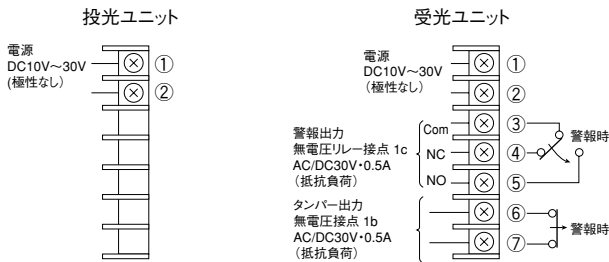 投光ユニット
電源
DC10V～30V
(極性なし)
①
②
受光ユニット
電源
DC10V～30V
（極性なし）
①
②
警報出力
無電圧リレー接点 1c
AC/DC30V・0.5A
（抵抗負荷）
Com
NC
NO
③
④
⑤
警報時
タンパー出力
無電圧接点 1b
AC/DC30V・0.5A
（抵抗負荷）
⑥
⑦
警報時